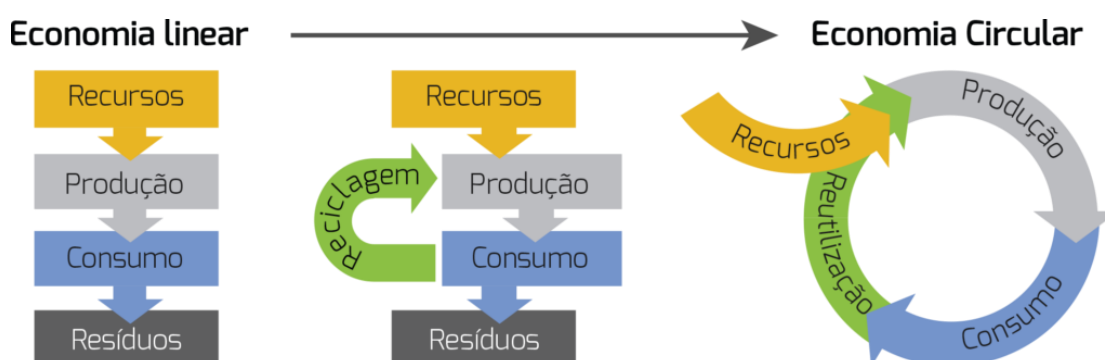 Economia linear
Economia Circular
Recursos
Produção
Consumo
Resíduos
Recursos
Reciclagem
Produção
Consumo
Resíduos
Recursos
Produção
Consumo
Reutilização